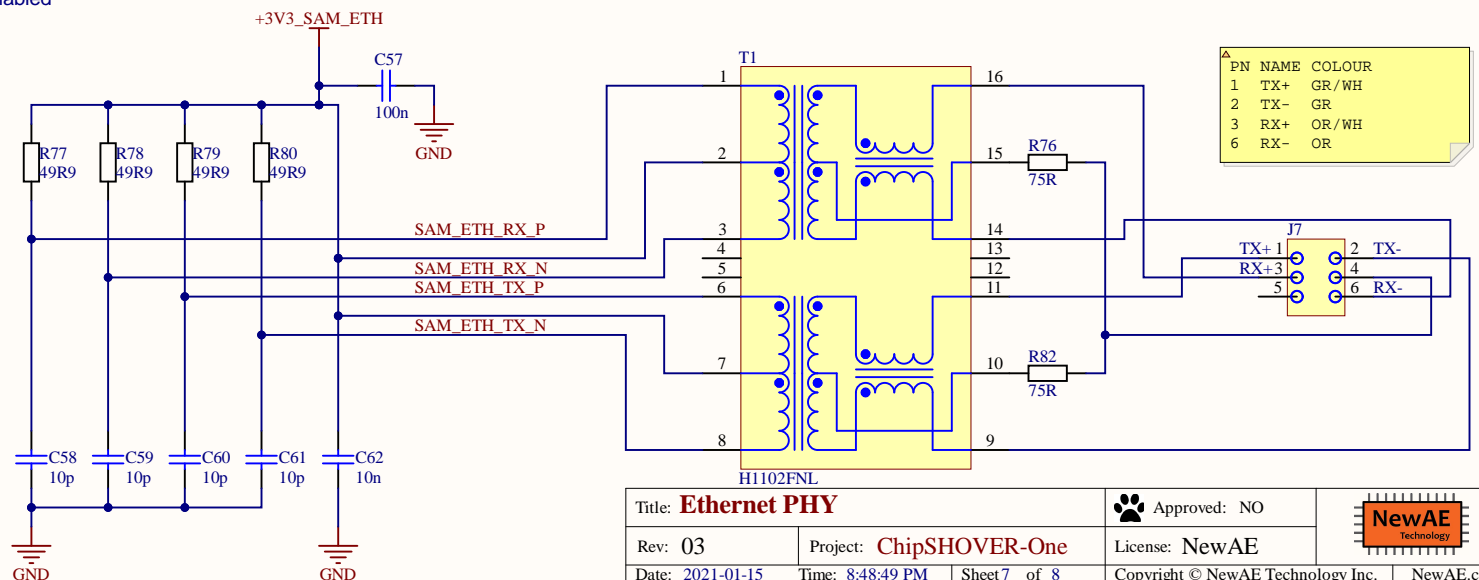 +3V3_SAM_ETH
C57
100n
GND
R77
49R9
R78
49R9
R79
49R9
R80
49R9
SAM_ETH_RX_P
SAM_ETH_RX_N
SAM_ETH_TX_P
SAM_ETH_TX_N
C58
10p
C59
10p
C60
10p
C61
10p
C62
10n
GND
GND
T1
1
2
3
4
5
6
7
8
16
15
14
13
12
11
10
9
H1102FNL
R76
75R
R82
75R
PN NAME COLOUR
1 TX+ GR/WH
2 TX- GR
3 RX+ OR/WH
6 RX- OR
J7
TX+ 1 2 TX-
RX+ 3 4
5 6 RX-
Title: Ethernet PHY
Approved: NO
Rev: 03
Project: ChipSHOVER-One
License: NewAE
NewAE
Technology
Date: 2021-01-15
Time: 8:48:49 PM
Sheet 7 of 8
Copyright © NewAE Technology Inc.